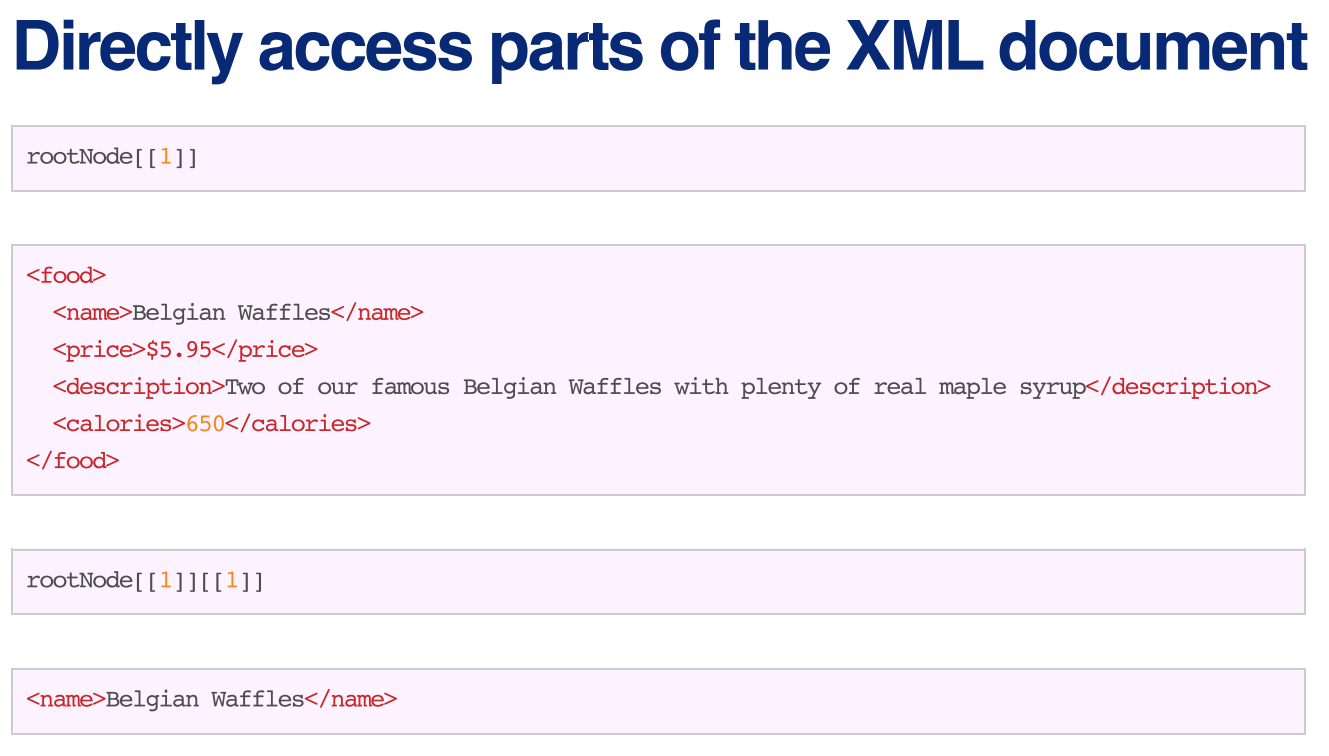 Directly access parts of the XML document
rootNode[[1]]
<food>
  <name>Belgian Waffles</name>
  <price>$5.95</price>
  <description>Two of our famous Belgian Waffles with plenty of real maple syrup</description>
  <calories>650</calories>
</food>
rootNode[[1]][[1]]
<name>Belgian Waffles</name>